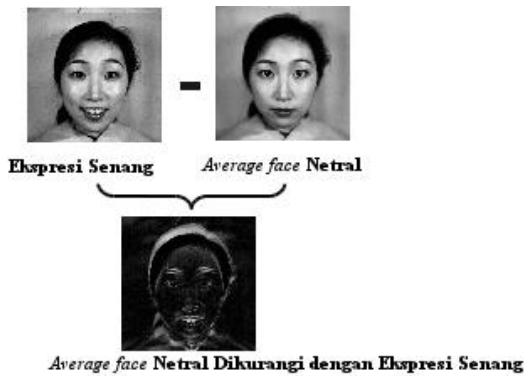 Ekspresi Senang
Average face Netral
Average face Netral Dikurangi dengan Ekspresi Senang